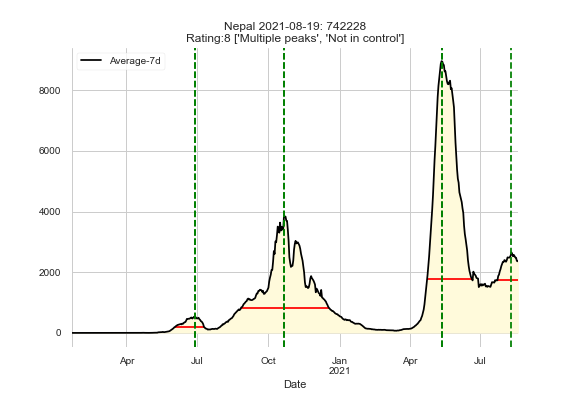 Nepal 2021-08-19: 742228
Rating:8 ['Multiple peaks', 'Not in control']
Average-7d
8000
6000
4000
2000
0
Apr
Jul
Oct
Jan
2021
Apr
Jul
Date